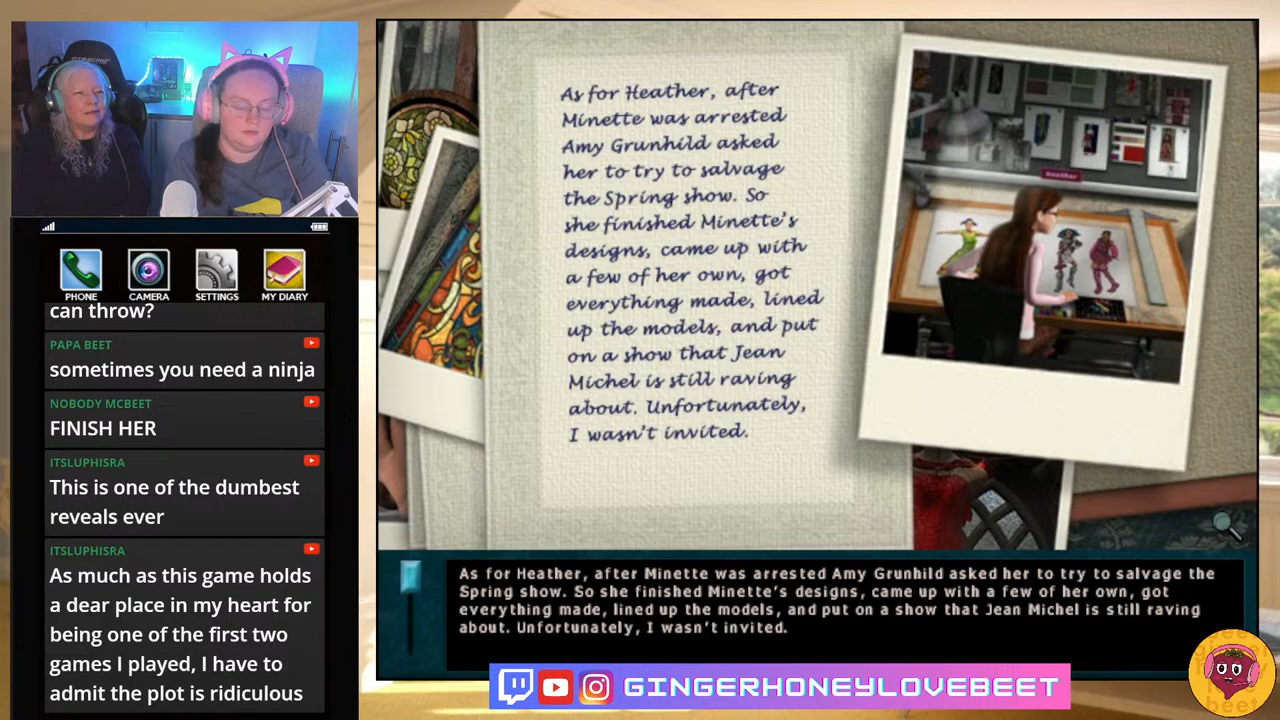 PHONE
CAMERA
SETTINGS
MY DIARY
can throw?
PAPA BEET
sometimes you need a ninja
NOBODY MCBEET
FINISH HER
ITSLUPHISRA
This is one of the dumbest
reveals ever
ITSLUPHISRA
As much as this game holds
a dear place in my heart for
being one of the first two
games I played, I have to
admit the plot is ridiculous
As for Heather, after
Minette was arrested
Amy Grunhild asked
her to try to salvage
the Spring show. So
she finished Minette's
designs, came up with
a few of her own, got
everything made, lined
up the models, and put
on a show that Jean
Michel is still raving
about. Unfortunately,
I wasn't invited.
Heather
As for Heather, after Minette was arrested Amy Grunhild asked her to try to salvage the
Spring show. So she finished Minette's designs, came up with a few of her own, got
everything made, lined up the models, and put on a show that Jean Michel is still raving
about. Unfortunately, I wasn't invited.
GINGERHONEYLOVEBEET